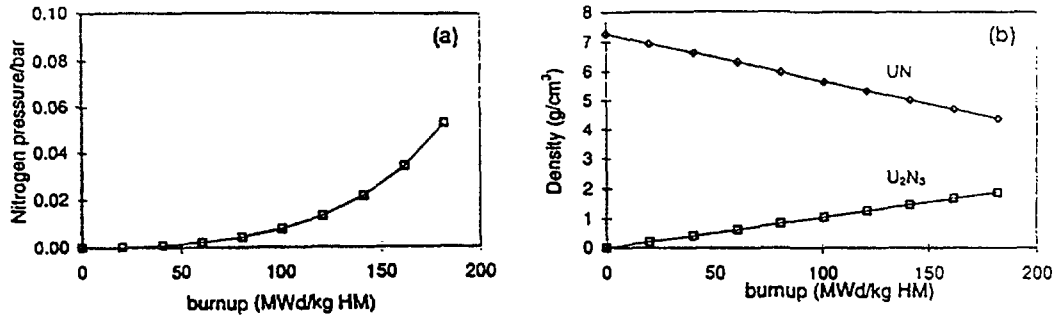 (a)
Nitrogen pressure/bar
0.10
0.08
0.06
0.04
0.02
0.00
0 50 100 150 200
burnup (MWd/kg HM)
(b)
Density (g/cm³)
8
7
6
5
4
3
2
1
0
UN
U₂N₃
0 50 100 150 200
burnup (MWd/kg HM)